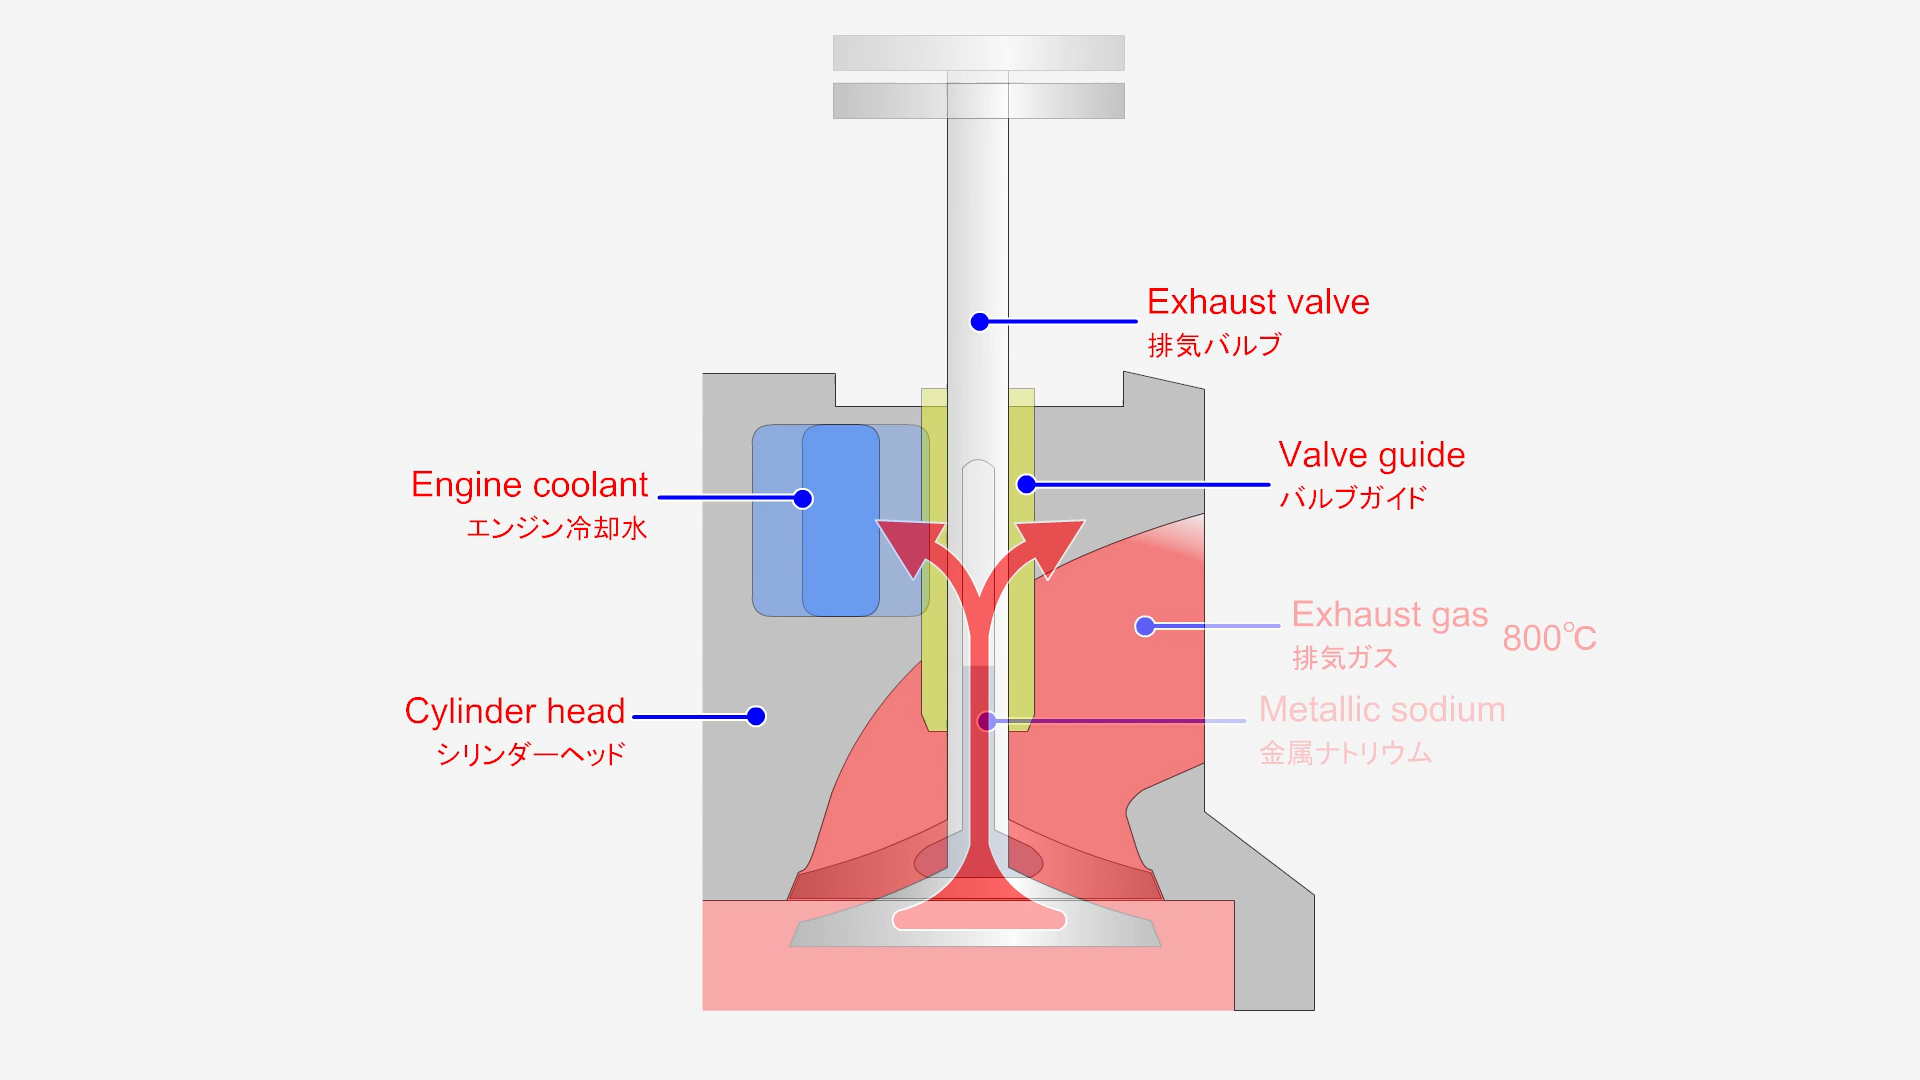 Exhaust valve
排気バルブ
Valve guide
バルブガイド
Engine coolant
エンジン冷却水
Exhaust gas 800℃
排気ガス
Cylinder head
シリンダーヘッド
Metallic sodium
金属ナトリウム